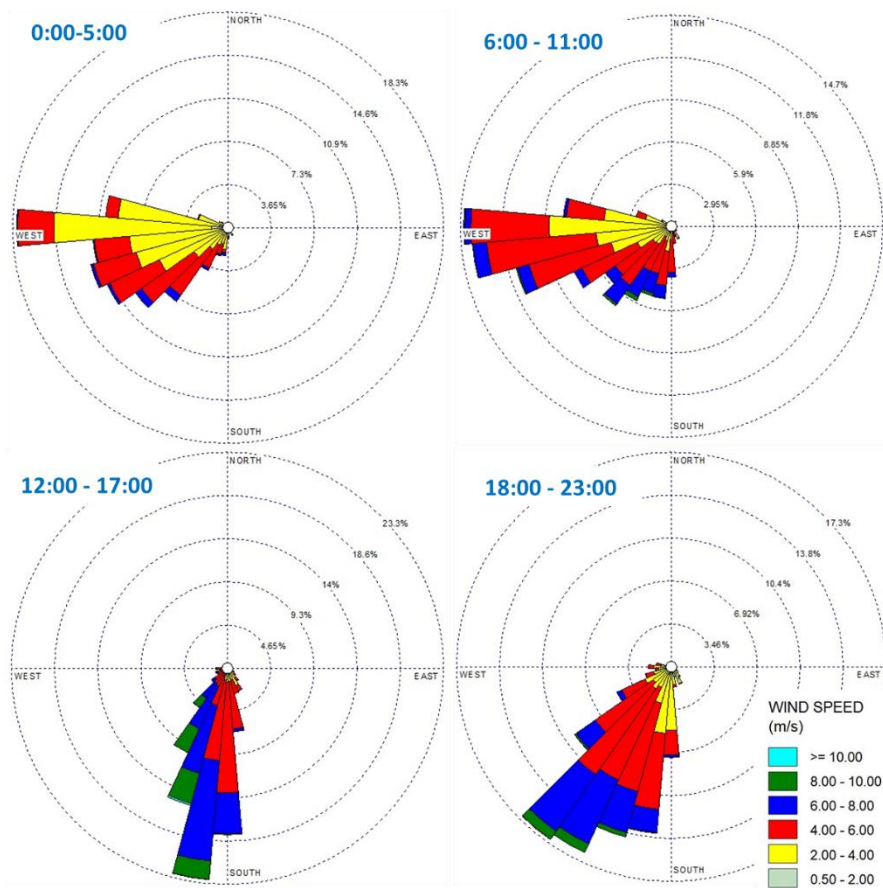 0:00-5:00
NORTH
18.3%
14.6%
10.9%
7.3%
3.65%
WEST
EAST
SOUTH
6:00 - 11:00
NORTH
14.7%
11.8%
8.85%
5.9%
2.95%
WEST
EAST
SOUTH
12:00 - 17:00
NORTH
23.3%
18.6%
14%
9.3%
4.65%
WEST
EAST
SOUTH
18:00 - 23:00
NORTH
17.3%
13.8%
10.4%
6.92%
3.46%
WEST
EAST
SOUTH
WIND SPEED
(m/s)
>= 10.00
8.00 - 10.00
6.00 - 8.00
4.00 - 6.00
2.00 - 4.00
0.50 - 2.00